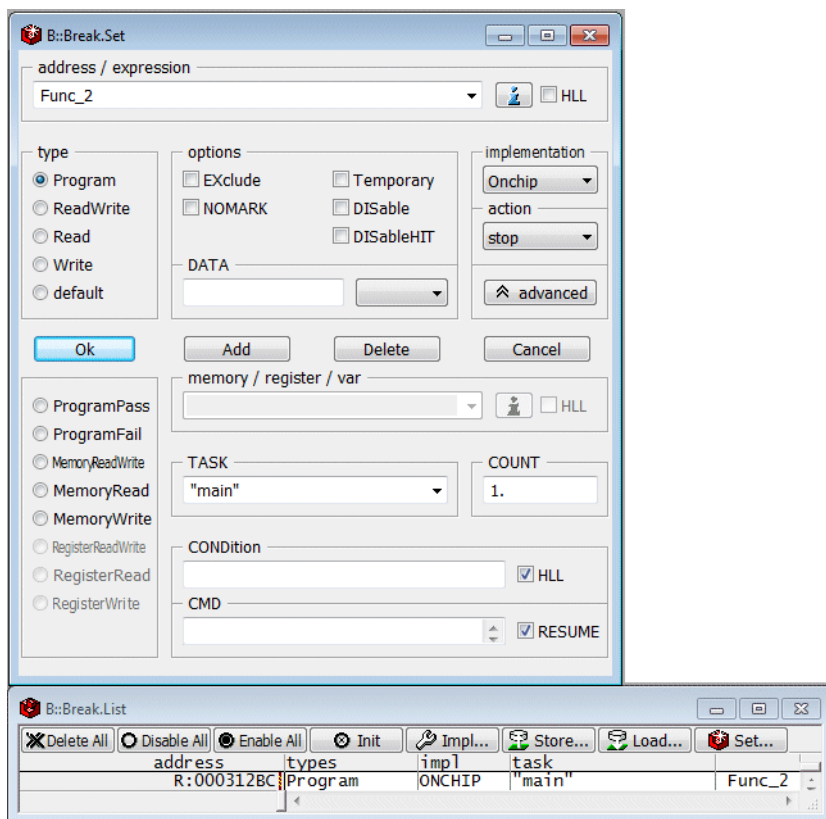 B::Break.Set
address / expression
Func_2
i
HLL
type
options
implementation
Program
EXclude
Temporary
Onchip
ReadWrite
NOMARK
DISable
action
Read
DISableHIT
stop
Write
DATA
default
advanced
Ok
Add
Delete
Cancel
memory / register / var
ProgramPass
i
HLL
ProgramFail
MemoryReadWrite
TASK
COUNT
MemoryRead
"main"
1.
MemoryWrite
RegisterReadWrite
CONDition
RegisterRead
HLL
RegisterWrite
CMD
RESUME
B::Break.List
Delete All
Disable All
Enable All
Init
Impl...
Store...
Load...
Set...
address types impl task
R:000312BC Program ONCHIP "main" Func_2